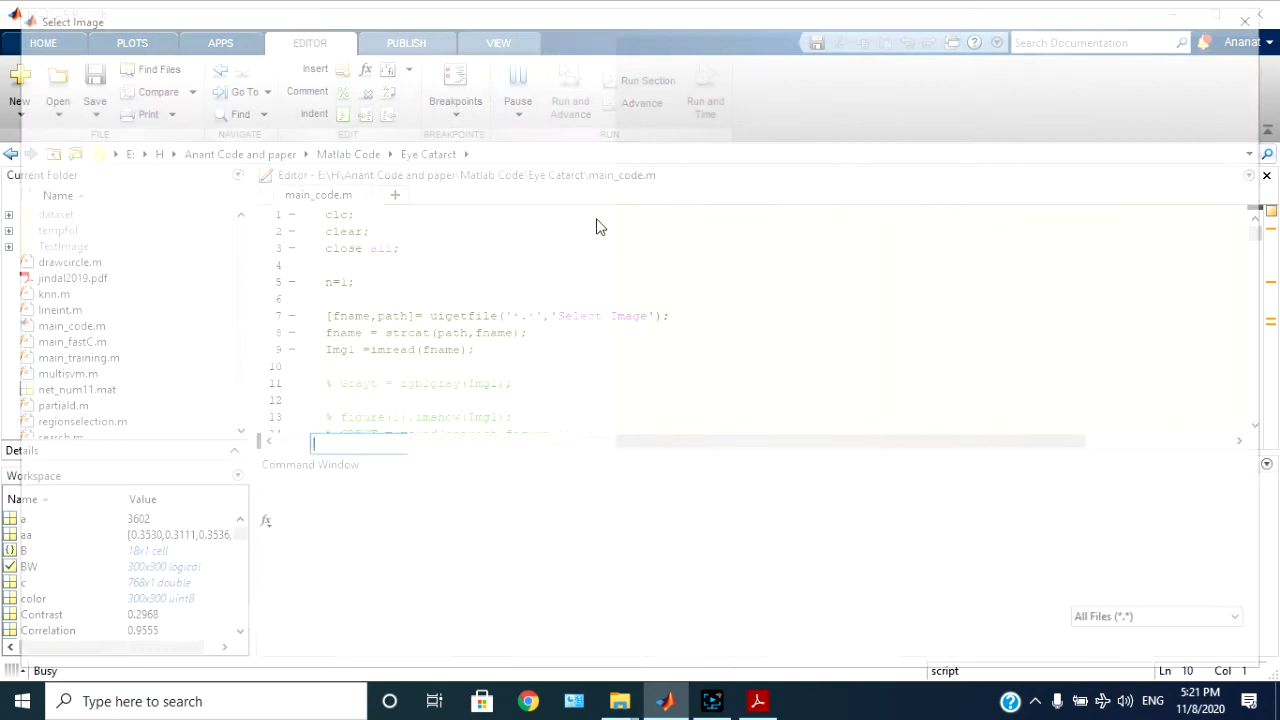 Select Image
HOME PLOTS APPS EDITOR PUBLISH VIEW
Search Documentation
Ananat
New Open Save
Find Files
Compare
Print
Go To
Find
Insert
Comment
Indent
Breakpoints
Pause
Run and Advance
Run Section
Advance
Run and Time
FILE NAVIGATE EDIT BREAKPOINTS RUN
E: H Anant Code and paper Matlab Code Eye Catarct
Current Folder
Name
dataset
tempfol
TestImage
drawcircle.m
jindal2019.pdf
knn.m
lineint.m
main_code.m
main_fastC.m
main_training.m
multisvm.m
net_num11.mat
partiald.m
regionselection.m
search.m
Details
Workspace
Name Value
a 3602
aa [0.3530,0.3111,0.3536,
B 18x1 cell
BW 300x300 logical
c 768x1 double
color 300x300 uint8
Contrast 0.2968
Correlation 0.9555
Editor - E:\H\Anant Code and paper\Matlab Code\Eye Catarct\main_code.m
main_code.m
1 clc;
2 clear;
3 close all;
4
5 n=1;
6
7 [fname,path]= uigetfile('*.*','Select Image');
8 fname = strcat(path,fname);
9 Img1 =imread(fname);
10
11 % Grayt = rgb2gray(Img1);
13 % figure(1),imshow(Img1);
Command Window
fx
All Files (*.*)
Busy
script
Ln 10 Col 1
Type here to search
ENG
5:21 PM
11/8/2020